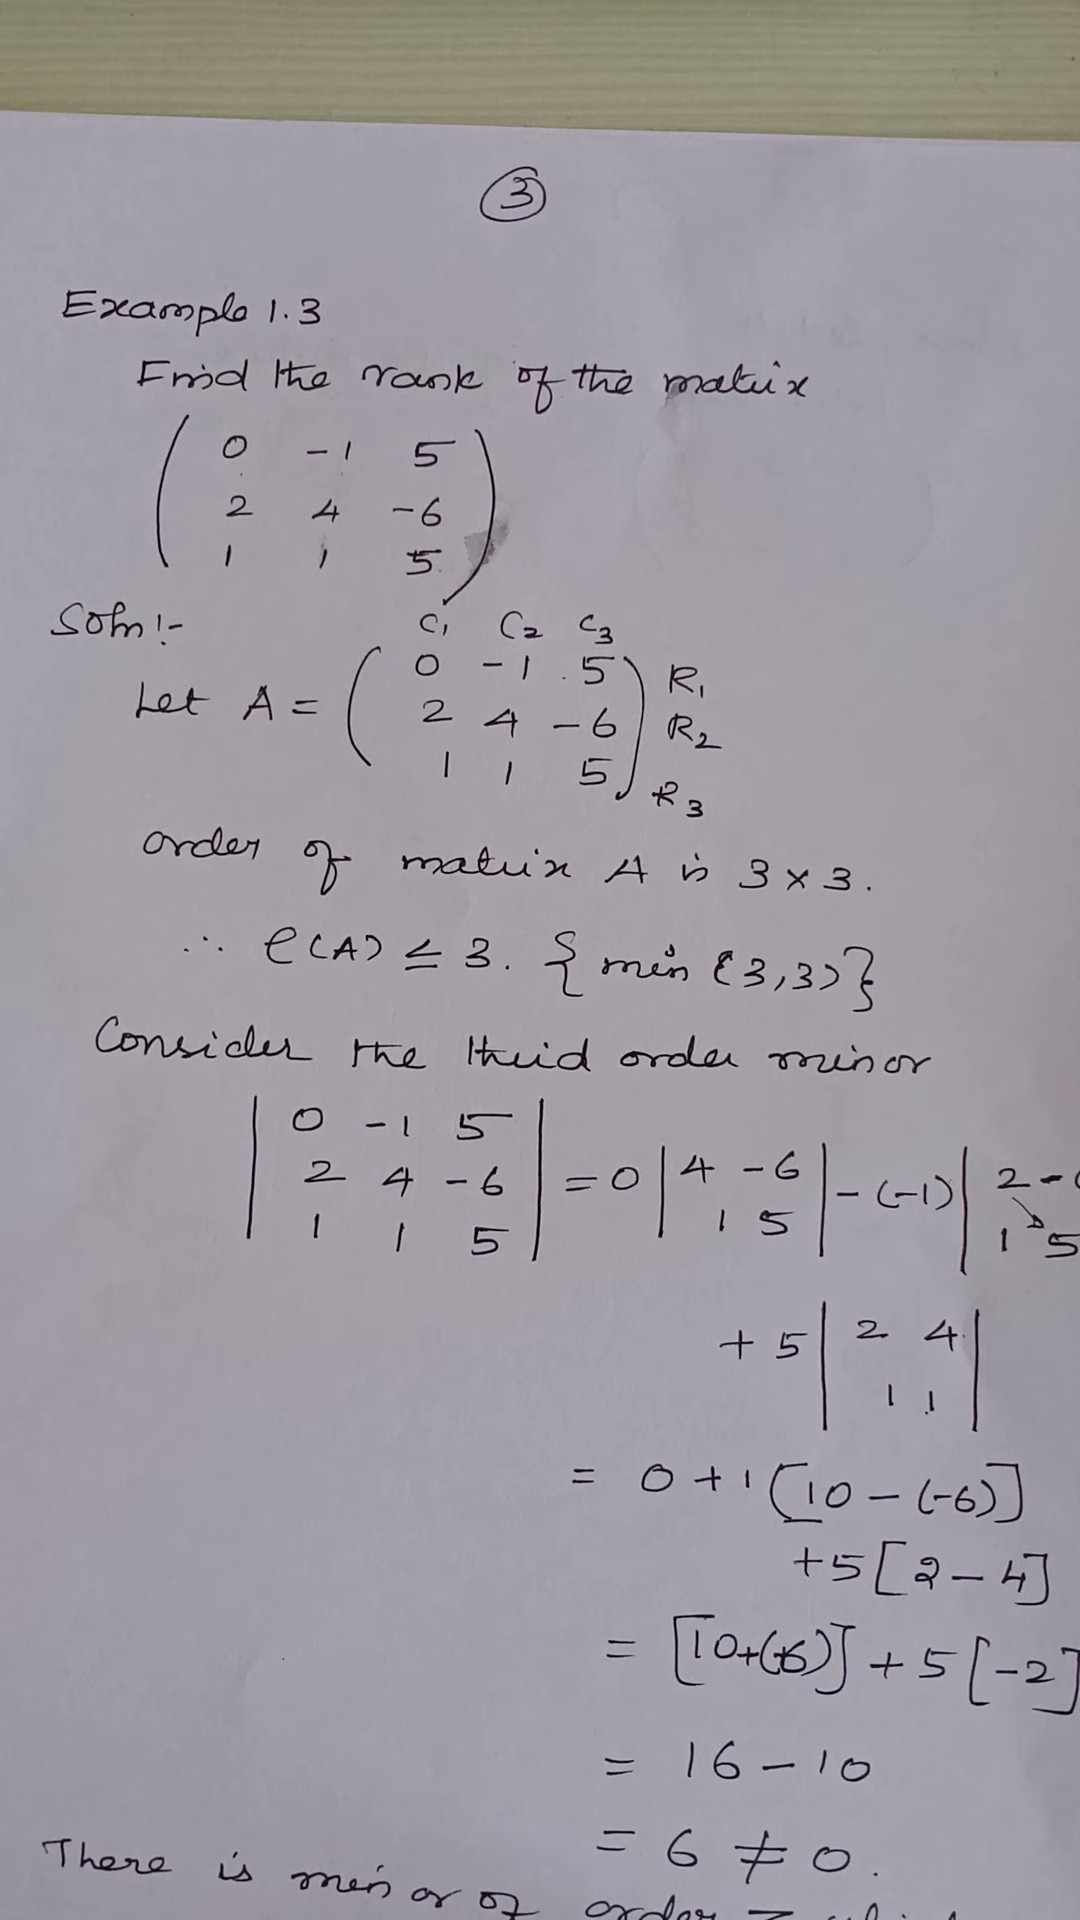 3
Example 1.3
Find the rank of the matrix
0 -1 5
2 4 -6
1 1 5
Soln :-
C1 C2 C3
0 -1 5 R1
Let A = 2 4 -6 R2
1 1 5 R3
order of matrix A is 3 × 3.
∴ ρ(A) ≤ 3. { min (3,3) }
Consider the third order minor
| 0 -1 5 |
| 2 4 -6 | = 0 | 4 -6 | - (-1) | 2 -
| 1 1 5 | | 1 5 | | 1 5
+ 5 | 2 4 |
| 1 1 |
= 0 + 1 [10 - (-6)]
+5 [2 - 4]
= [10+(+6)] + 5 [-2]
= 16 - 10
= 6 ≠ 0.
There is minor of order